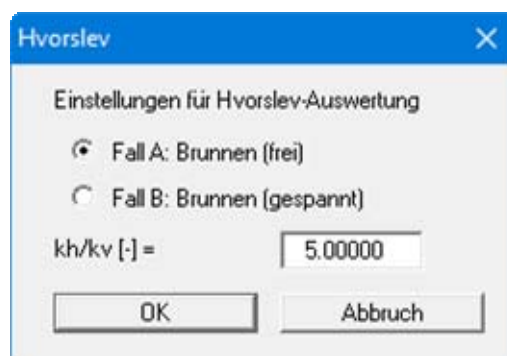 Hvorslev
Einstellungen für Hvorslev-Auswertung
Fall A: Brunnen (frei)
Fall B: Brunnen (gespannt)
kh/kv [-] = 5.00000
OK Abbruch